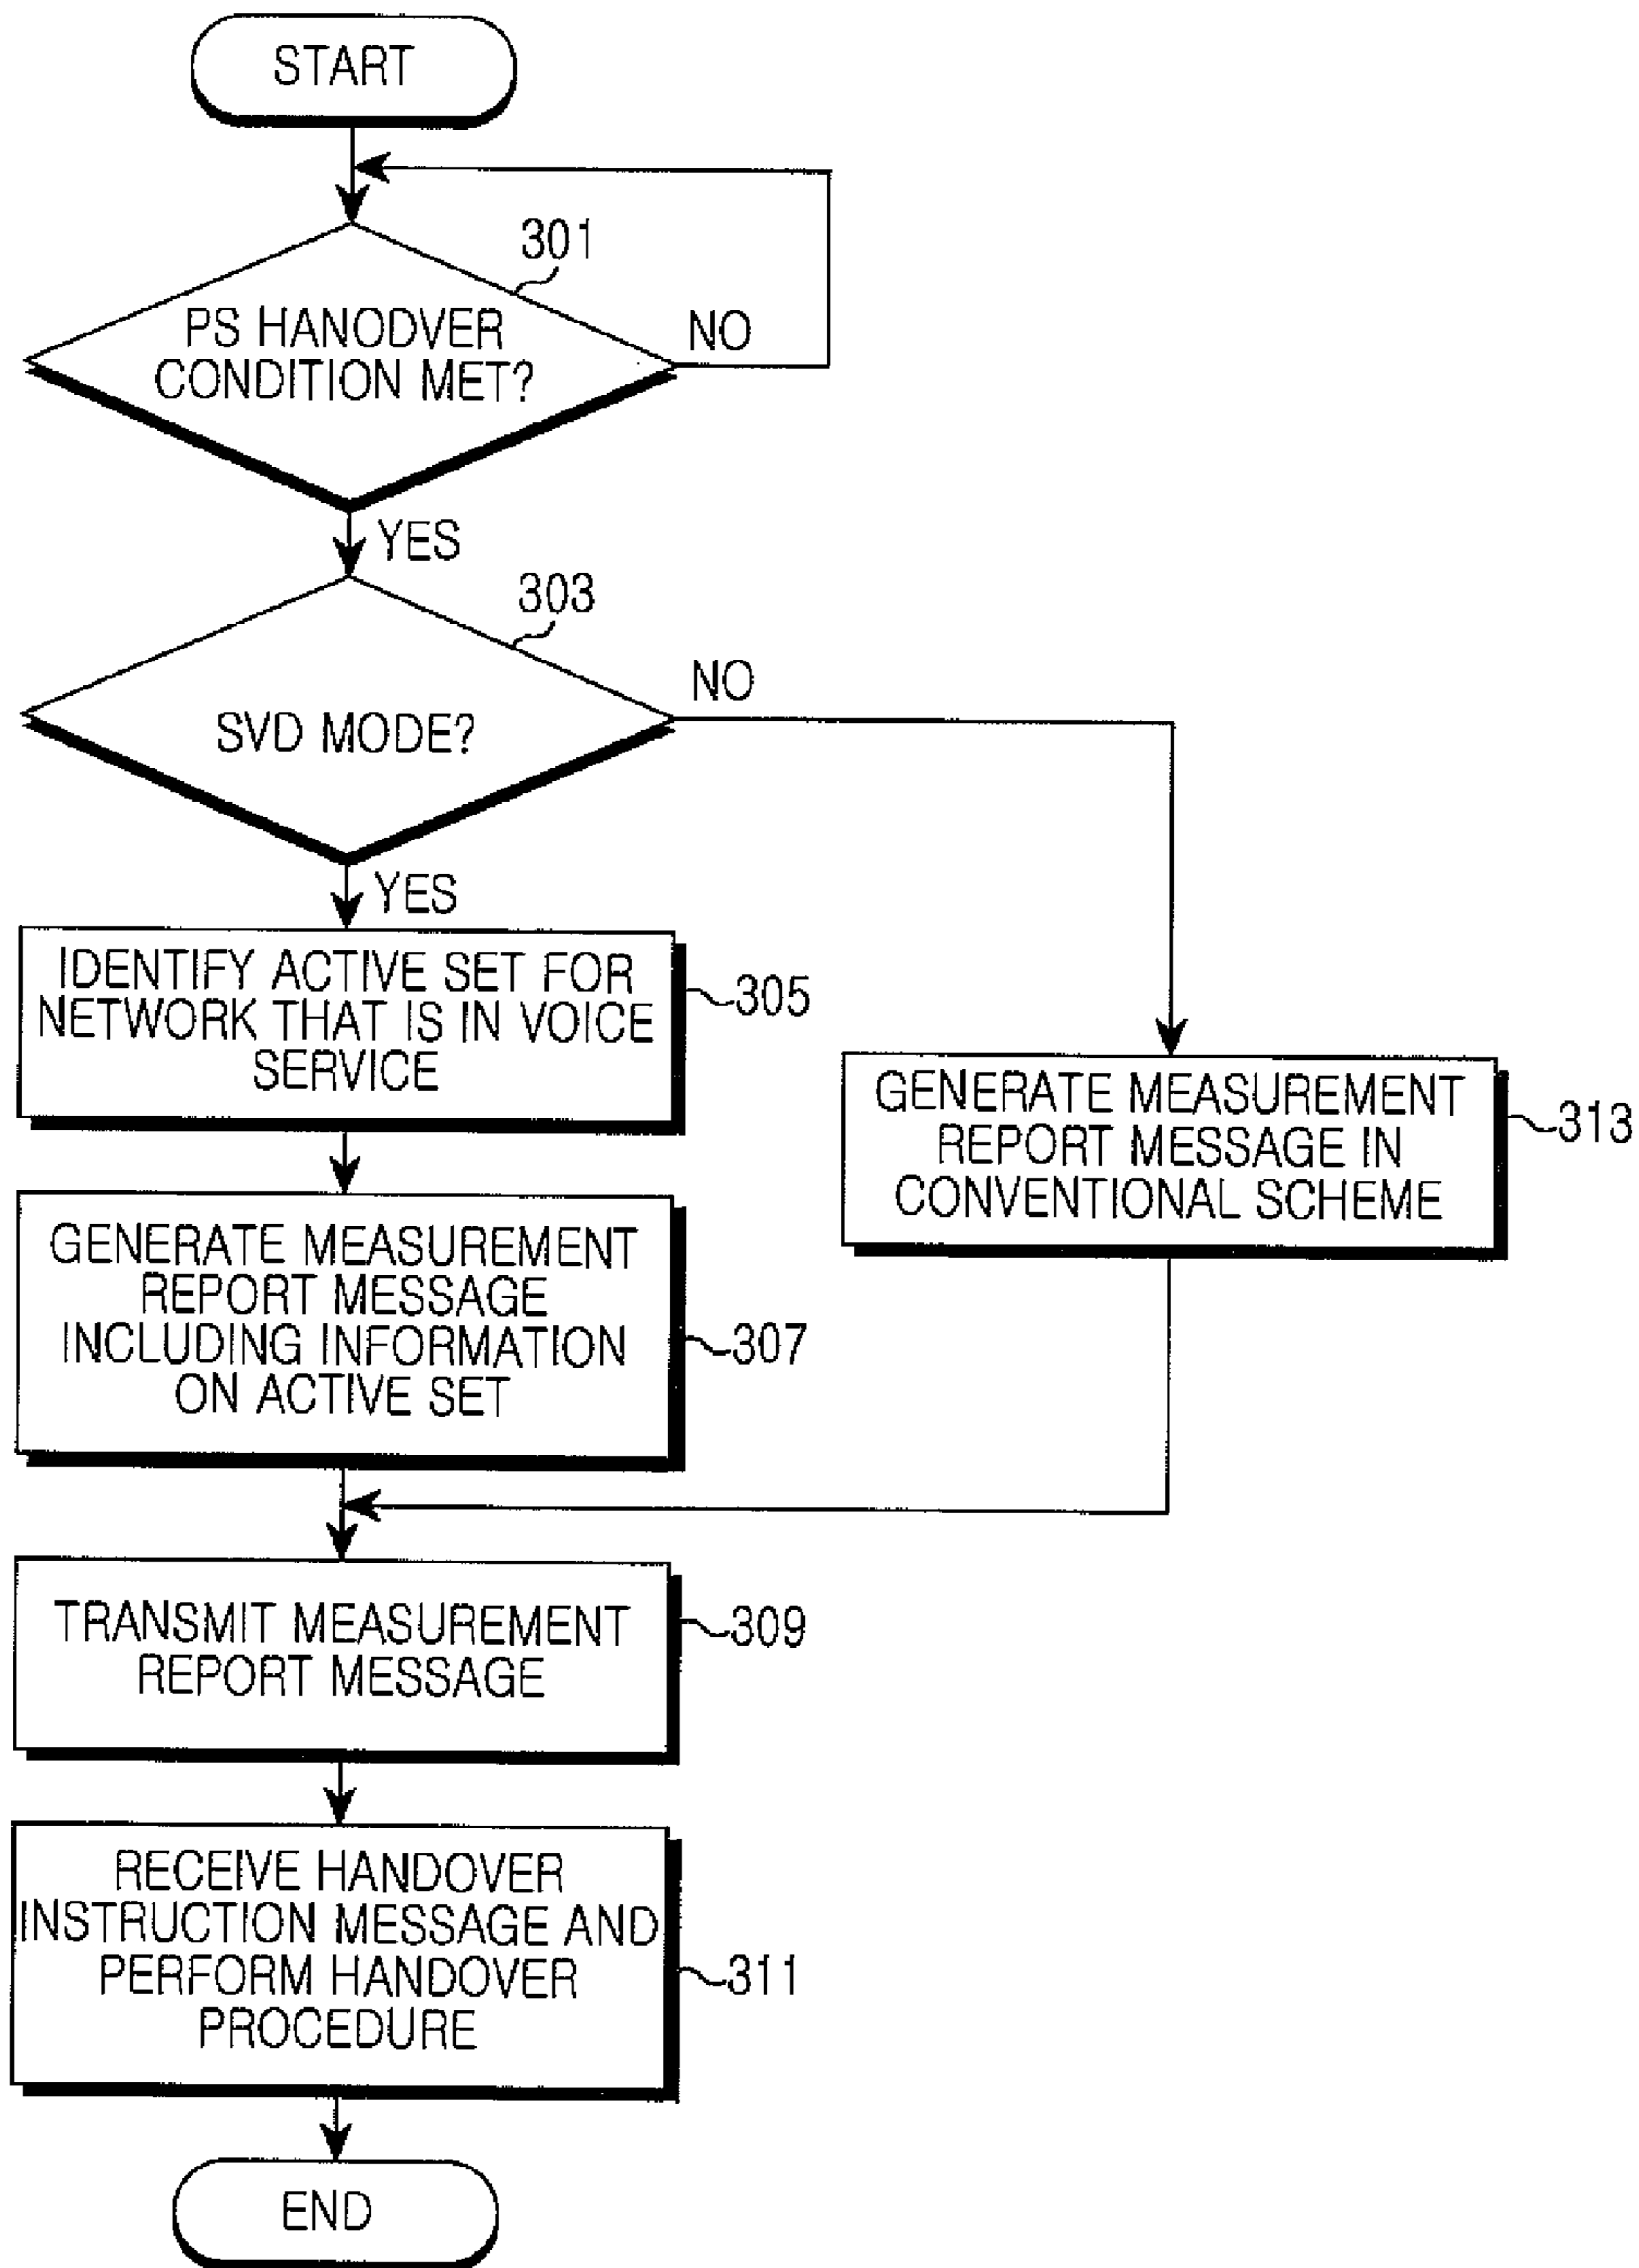 START
301
PS HANODVER
CONDITION MET?
NO
YES
303
SVD MODE?
NO
YES
IDENTIFY ACTIVE SET FOR
NETWORK THAT IS IN VOICE
SERVICE
305
GENERATE MEASUREMENT
REPORT MESSAGE IN
CONVENTIONAL SCHEME
313
GENERATE MEASUREMENT
REPORT MESSAGE
INCLUDING INFORMATION
ON ACTIVE SET
307
TRANSMIT MEASUREMENT
REPORT MESSAGE
309
RECEIVE HANDOVER
INSTRUCTION MESSAGE AND
PERFORM HANDOVER
PROCEDURE
311
END